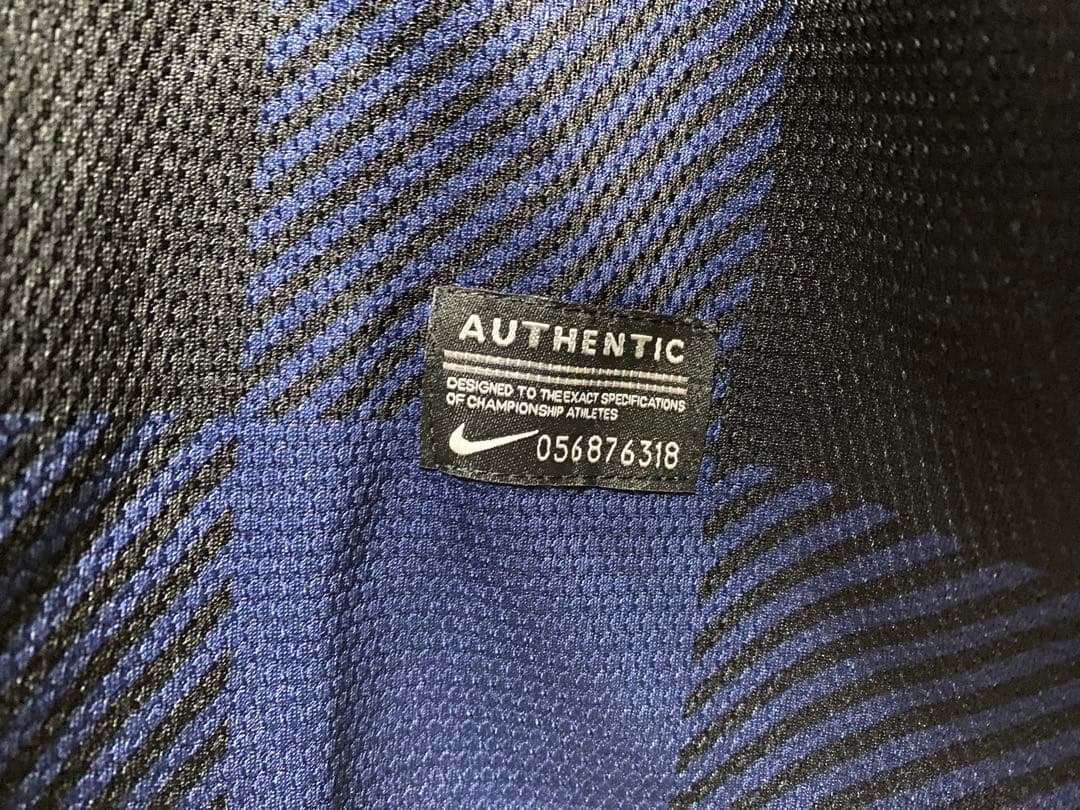 AUTHENTIC
DESIGNED TO THE EXACT SPECIFICATIONS
OF CHAMPIONSHIP ATHLETES
056876318